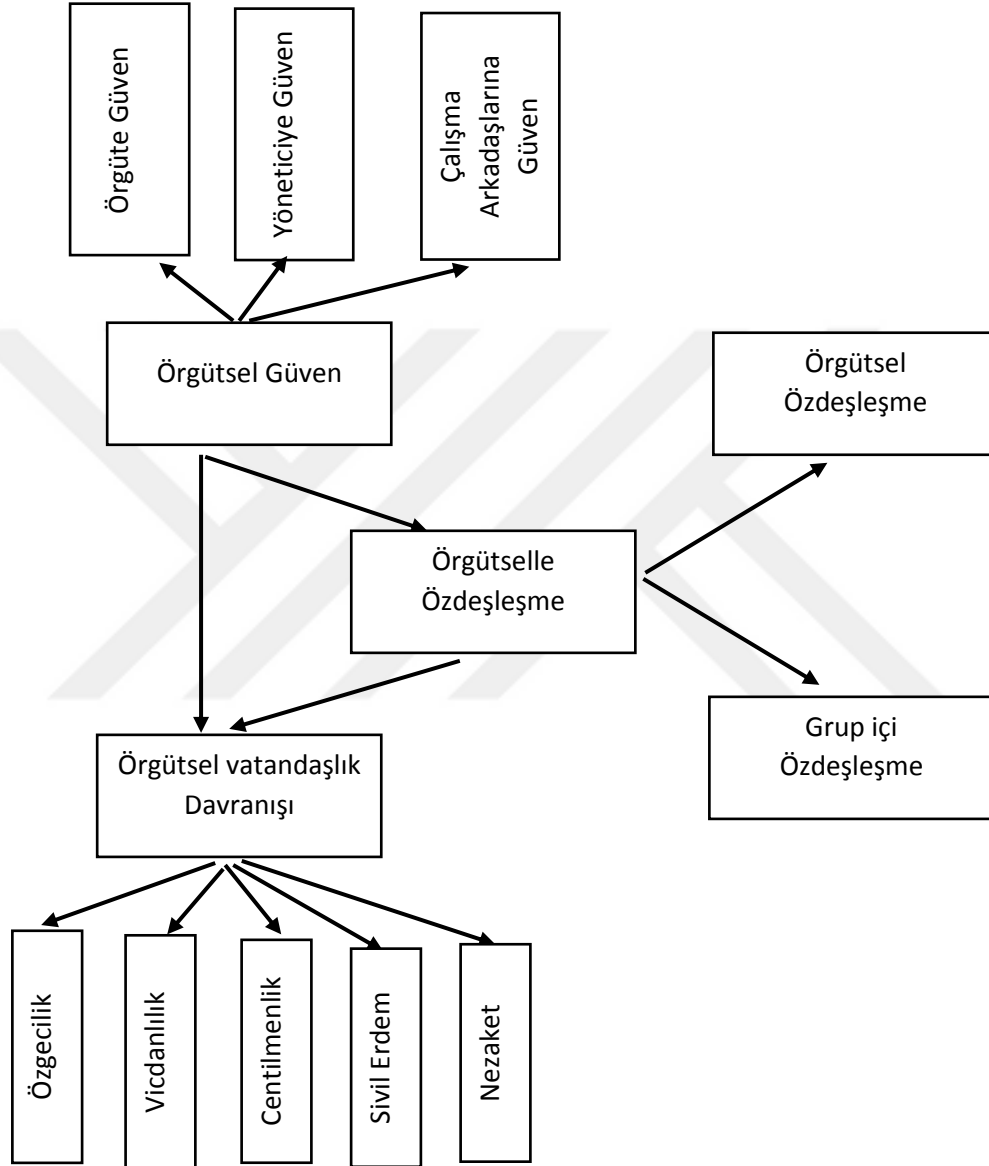 Örgüte Güven
Yöneticiye Güven
Çalışma
Arkadaşlarına
Güven
Örgütsel Güven
Örgütsel
Özdeşleşme
Örgütselle
Özdeşleşme
Grup içi
Özdeşleşme
Örgütsel vatandaşlık
Davranışı
Özgecilik
Vicdanlılık
Centilmenlik
Sivil Erdem
Nezaket